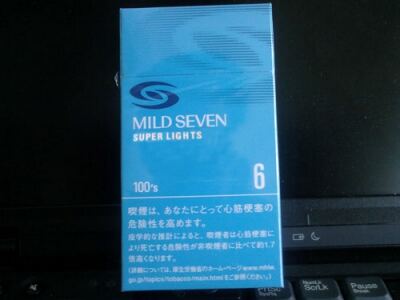 MILD SEVEN
SUPER LIGHTS
100's 6
喫煙は、あなたにとって心筋梗塞の
危険性を高めます。
疫学的な推計によると、喫煙者は心筋梗塞に
より死亡する危険性が非喫煙者に比べて約1.7
倍高くなります。
(詳細については、厚生労働省のホームページwww.mhlw.
go.jp/topics/tobacco/main.htmlをご参照ください。)
ScrLk
Pause
Break